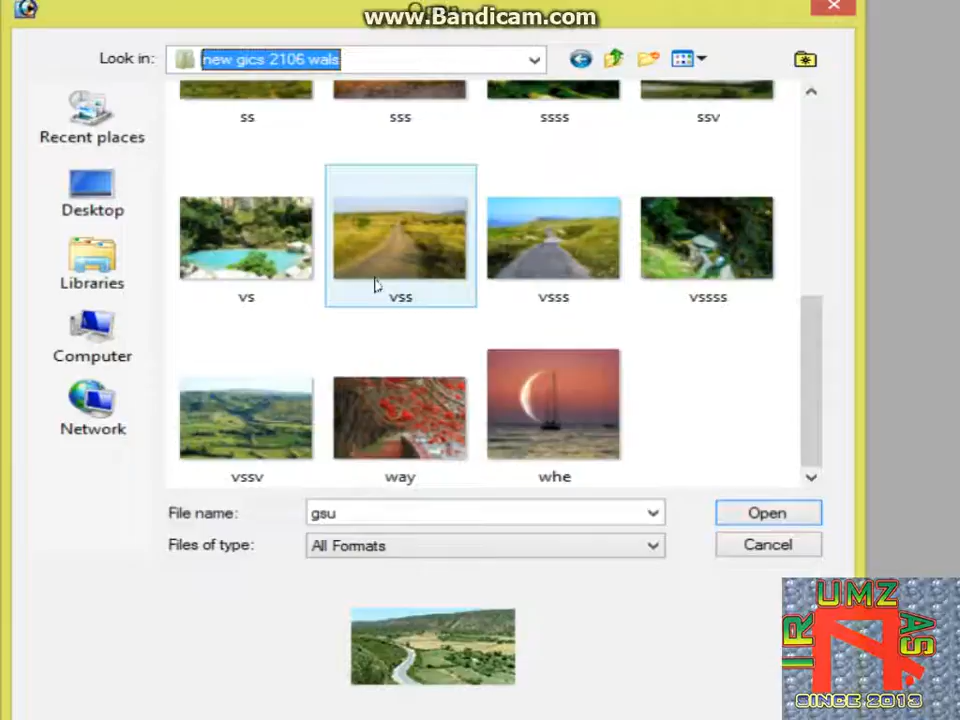 www.Bandicam.com
Look in:
new gics 2106 wals
Recent places
Desktop
Libraries
Computer
Network
ss
sss
ssss
ssv
vs
vss
vsss
vssss
vssv
way
whe
File name:
gsu
Open
Files of type:
All Formats
Cancel
UMZ
IR
AS
SINCE 2013